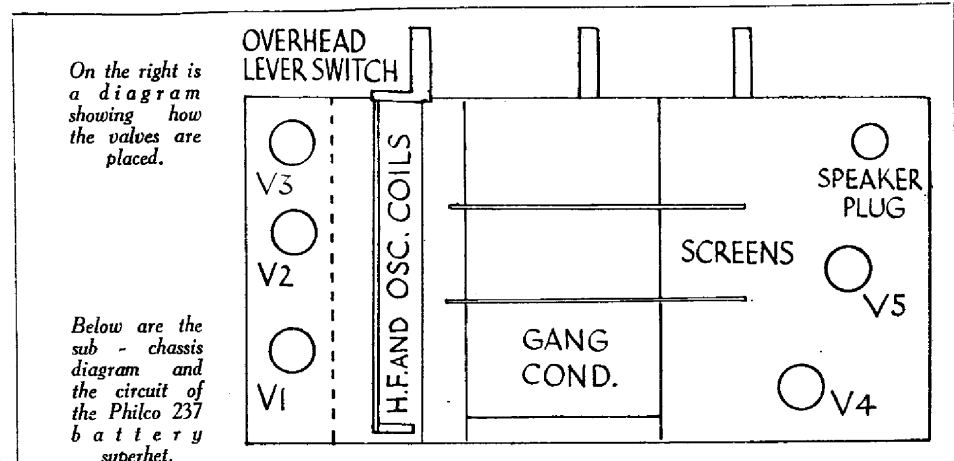 On the right is
a diagram
showing how
the valves are
placed.
Below are the
sub - chassis
diagram and
the circuit of
the Philco 237
battery
superhet.
OVERHEAD
LEVER SWITCH
V3
V2
V1
H.F. AND OSC. COILS
GANG
COND.
SCREENS
SPEAKER
PLUG
V5
V4